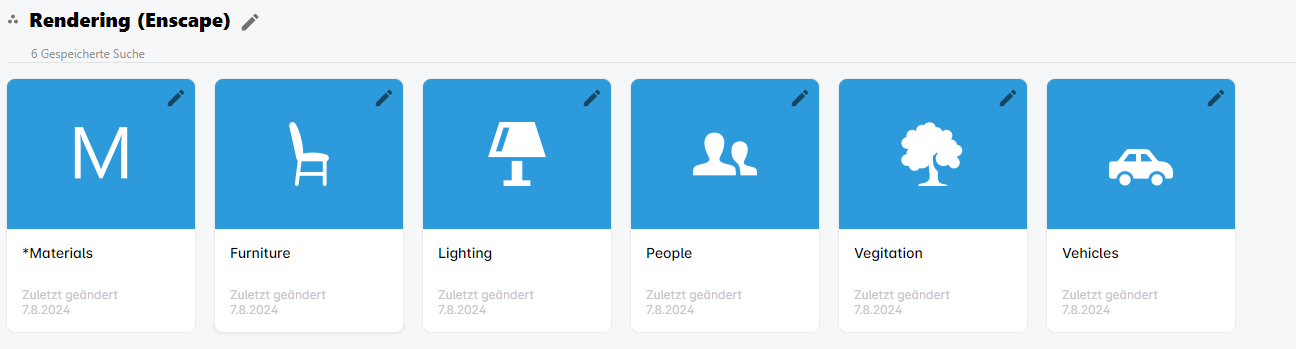 Rendering (Enscape)
6 Gespeicherte Suche
M
*Materials
Zuletzt geändert
7.8.2024
Furniture
Zuletzt geändert
7.8.2024
Lighting
Zuletzt geändert
7.8.2024
People
Zuletzt geändert
7.8.2024
Vegitation
Zuletzt geändert
7.8.2024
Vehicles
Zuletzt geändert
7.8.2024